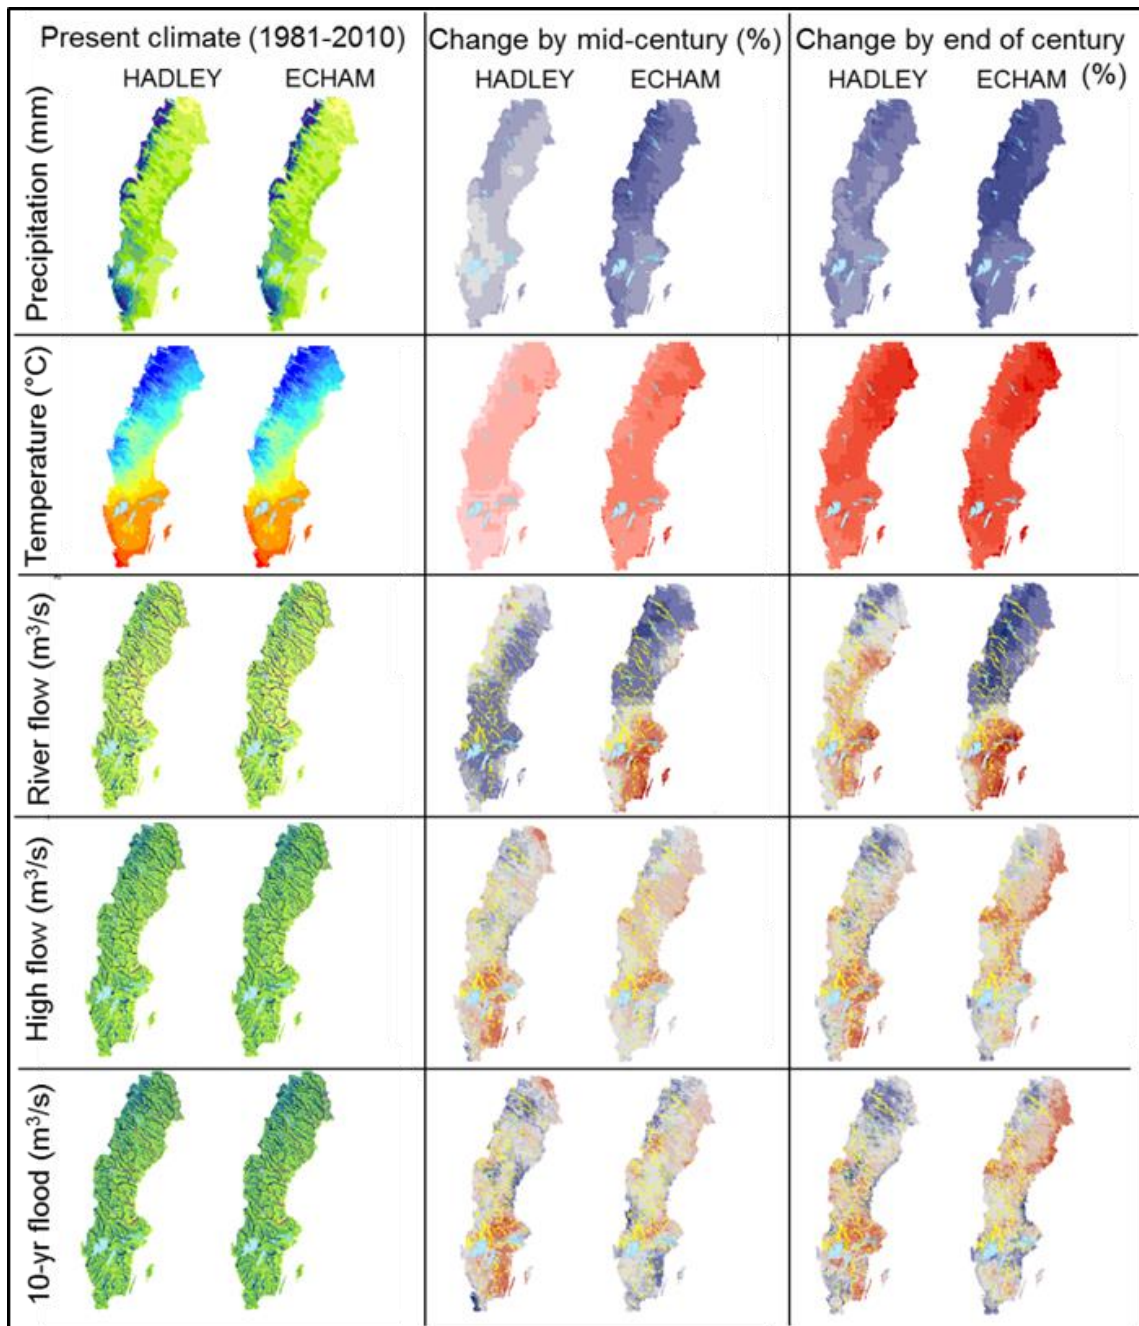 Present climate (1981-2010)
Change by mid-century (%)
Change by end of century (%)
HADLEY
ECHAM
HADLEY
ECHAM
HADLEY
ECHAM
Precipitation (mm)
Temperature (°C)
River flow (m³/s)
High flow (m³/s)
10-yr flood (m³/s)